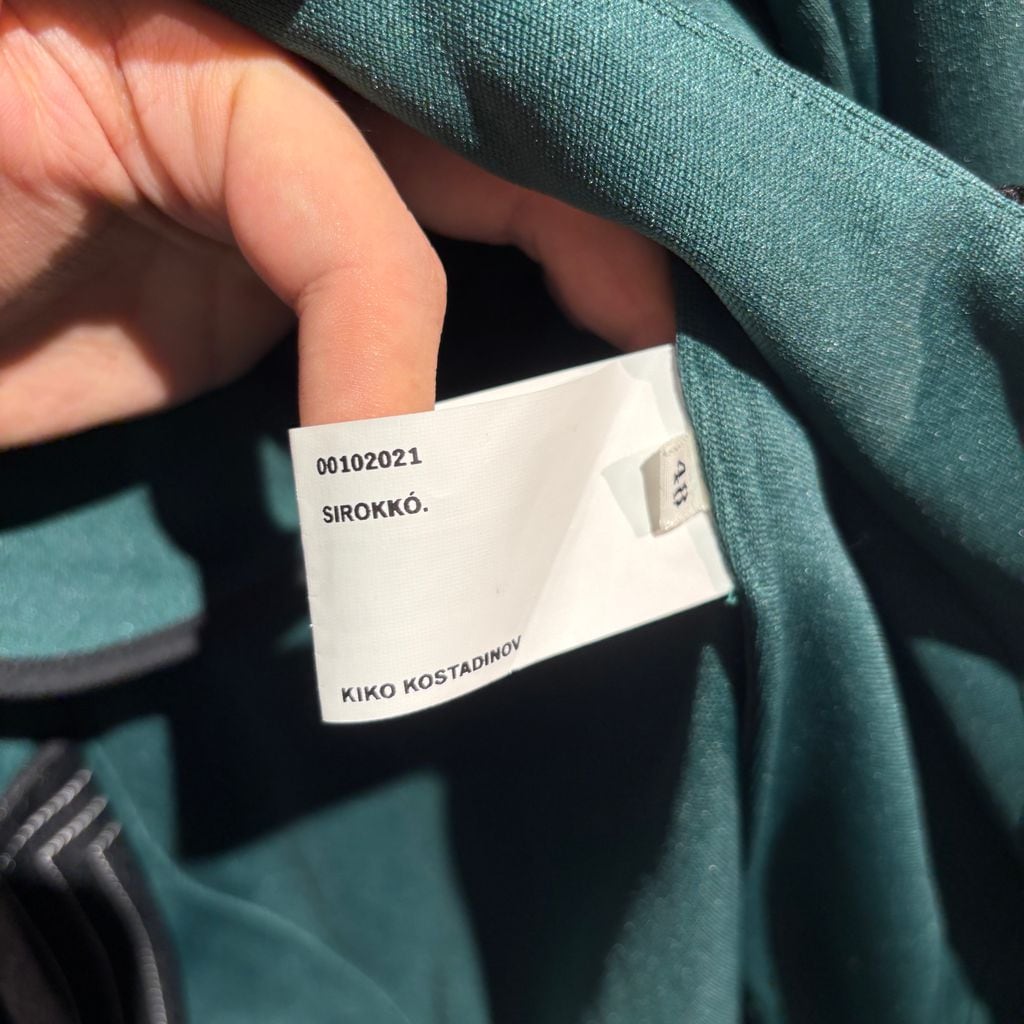 00102021
SIROKKÓ.
KIKO KOSTADINOV
48